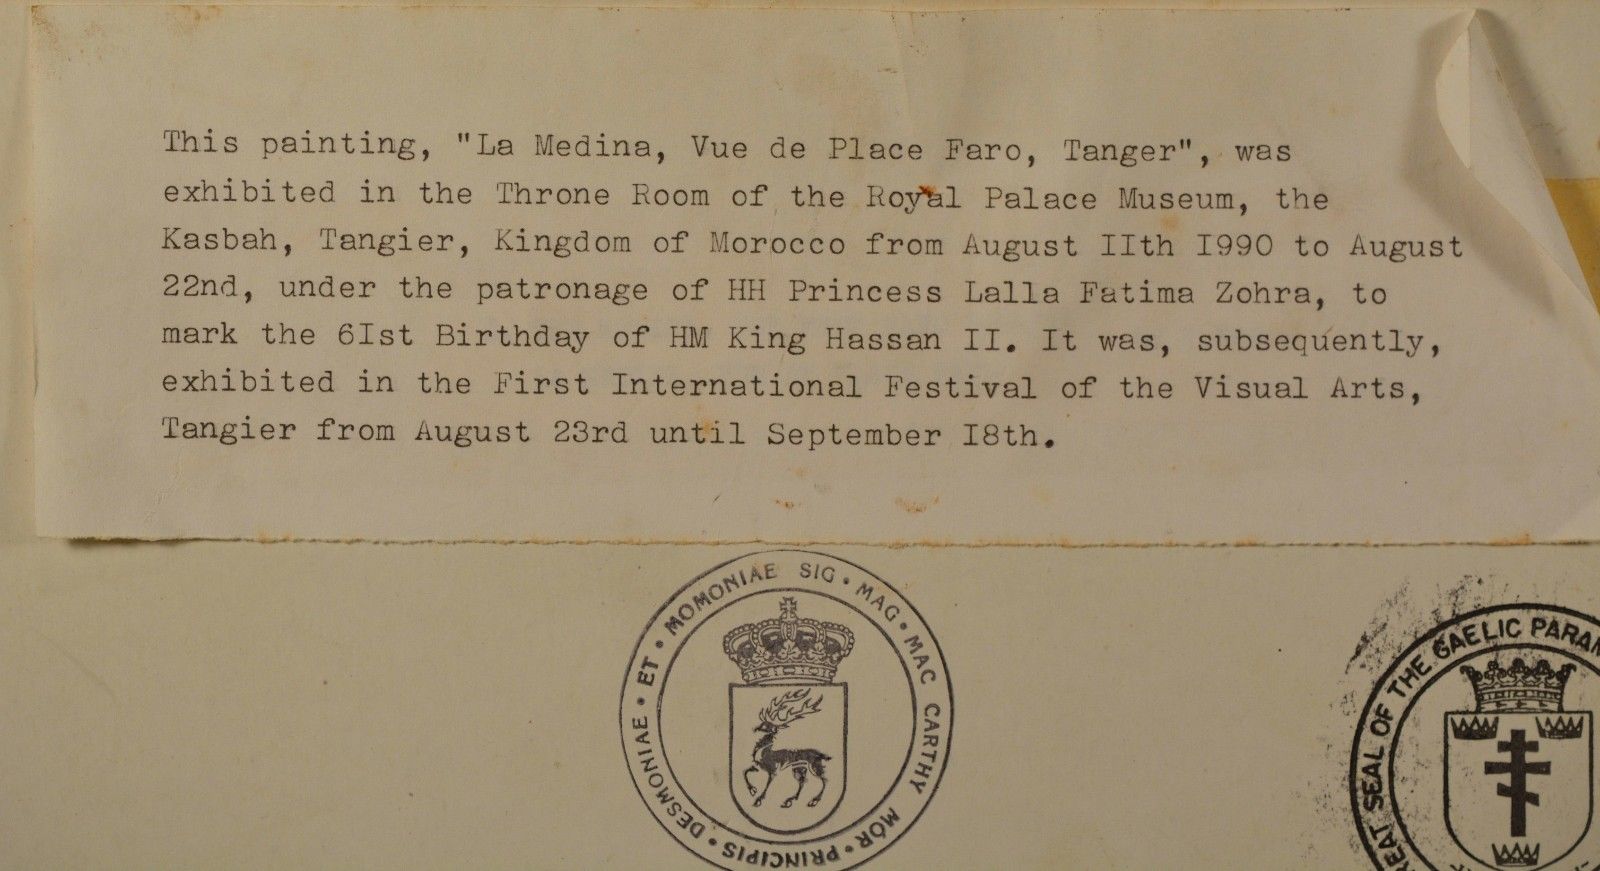 This painting, "La Medina, Vue de Place Faro, Tanger", was
exhibited in the Throne Room of the Royal Palace Museum, the
Kasbah, Tangier, Kingdom of Morocco from August IIth I990 to August
22nd, under the patronage of HH Princess Lalla Fatima Zohra, to
mark the 6Ist Birthday of HM King Hassan II. It was, subsequently,
exhibited in the First International Festival of the Visual Arts,
Tangier from August 23rd until September I8th.
SIG • MAG • MAC CARTHY MÓR • PRINCIPIS • DESMONIAE • ET • MOMONIAE
SEAL OF THE GAELIC